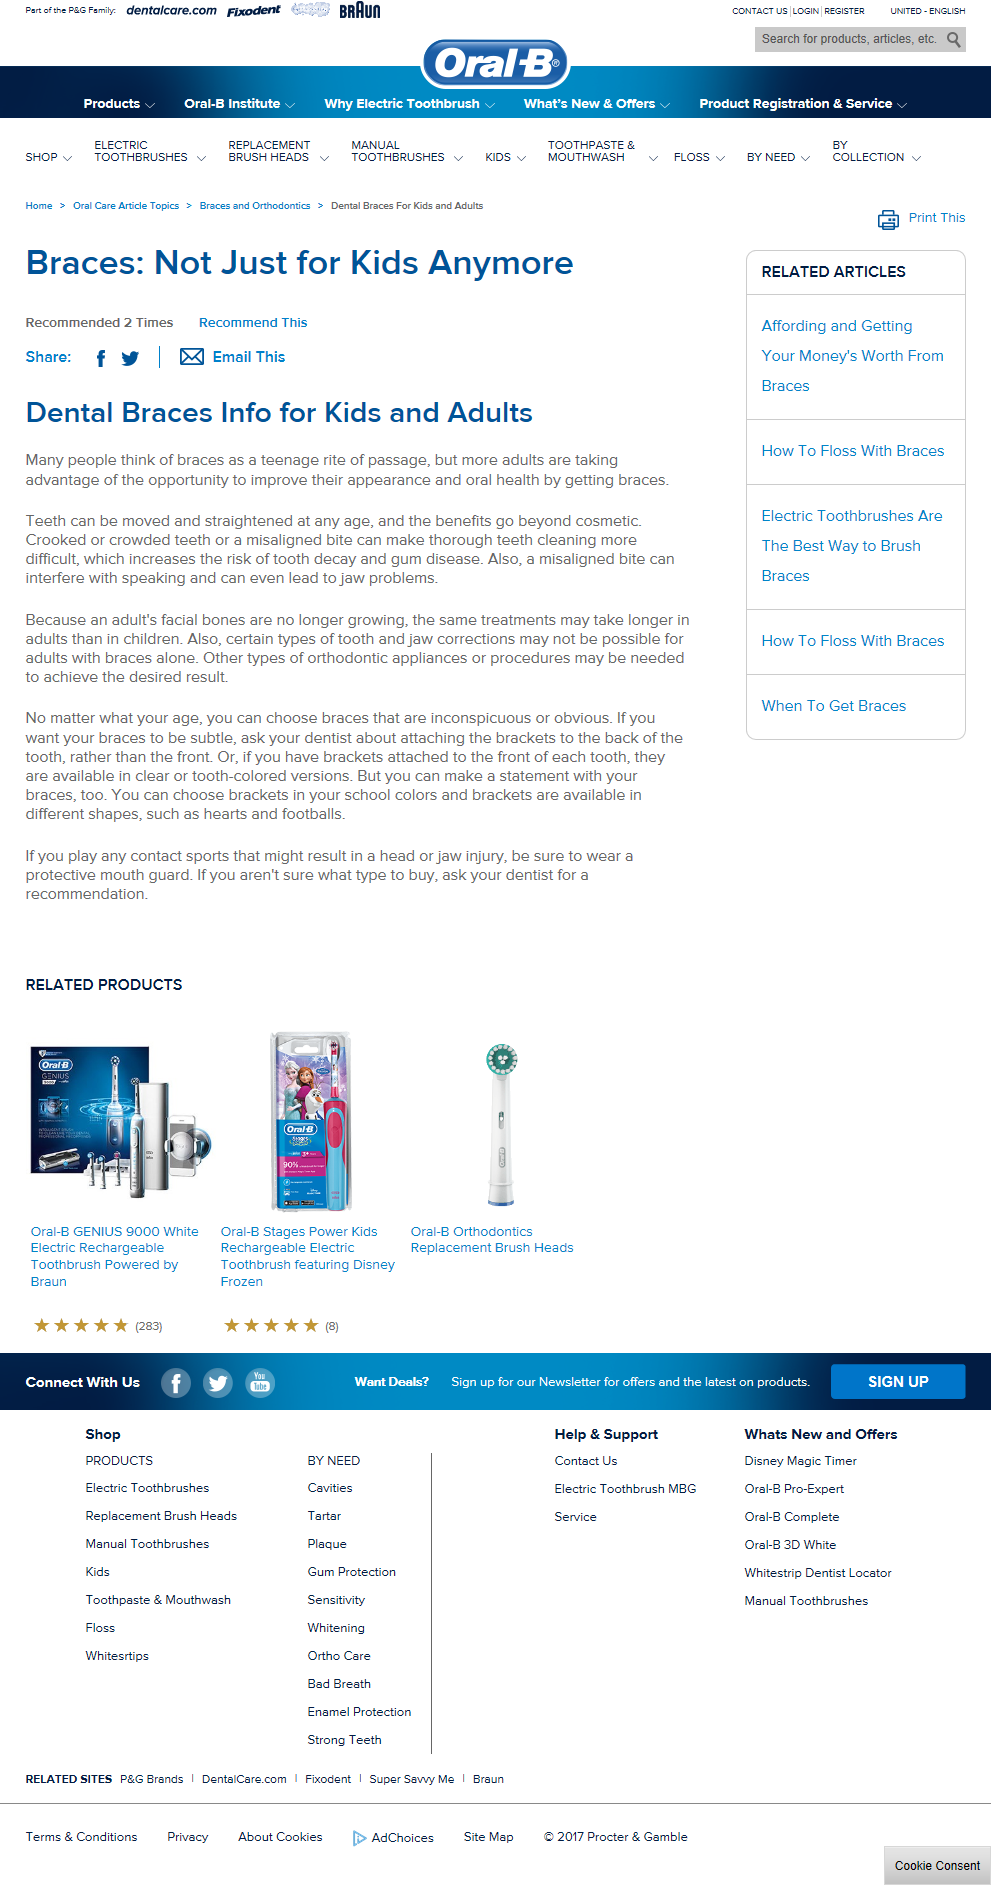 Part of the P&G Family: dentalcare.com Fixodent BRAUN
CONTACT US | LOGIN | REGISTER UNITED - ENGLISH
Search for products, articles, etc.
Oral-B®
Products Oral-B Institute Why Electric Toothbrush What's New & Offers Product Registration & Service
SHOP ELECTRIC TOOTHBRUSHES REPLACEMENT BRUSH HEADS MANUAL TOOTHBRUSHES KIDS TOOTHPASTE & MOUTHWASH FLOSS BY NEED BY COLLECTION
Home > Oral Care Article Topics > Braces and Orthodontics > Dental Braces For Kids and Adults
Print This
Braces: Not Just for Kids Anymore
Recommended 2 Times Recommend This
Share: Email This
Dental Braces Info for Kids and Adults
Many people think of braces as a teenage rite of passage, but more adults are taking
advantage of the opportunity to improve their appearance and oral health by getting braces.
Teeth can be moved and straightened at any age, and the benefits go beyond cosmetic.
Crooked or crowded teeth or a misaligned bite can make thorough teeth cleaning more
difficult, which increases the risk of tooth decay and gum disease. Also, a misaligned bite can
interfere with speaking and can even lead to jaw problems.
Because an adult's facial bones are no longer growing, the same treatments may take longer in
adults than in children. Also, certain types of tooth and jaw corrections may not be possible for
adults with braces alone. Other types of orthodontic appliances or procedures may be needed
to achieve the desired result.
No matter what your age, you can choose braces that are inconspicuous or obvious. If you
want your braces to be subtle, ask your dentist about attaching the brackets to the back of the
tooth, rather than the front. Or, if you have brackets attached to the front of each tooth, they
are available in clear or tooth-colored versions. But you can make a statement with your
braces, too. You can choose brackets in your school colors and brackets are available in
different shapes, such as hearts and footballs.
If you play any contact sports that might result in a head or jaw injury, be sure to wear a
protective mouth guard. If you aren't sure what type to buy, ask your dentist for a
recommendation.
RELATED ARTICLES
Affording and Getting
Your Money's Worth From
Braces
How To Floss With Braces
Electric Toothbrushes Are
The Best Way to Brush
Braces
How To Floss With Braces
When To Get Braces
RELATED PRODUCTS
Oral-B
GENIUS
Oral-B
Stages
3+
90%
Oral-B GENIUS 9000 White
Electric Rechargeable
Toothbrush Powered by
Braun
(283)
Oral-B Stages Power Kids
Rechargeable Electric
Toothbrush featuring Disney
Frozen
(8)
Oral-B Orthodontics
Replacement Brush Heads
Connect With Us You Tube Want Deals? Sign up for our Newsletter for offers and the latest on products. SIGN UP
Shop
PRODUCTS
Electric Toothbrushes
Replacement Brush Heads
Manual Toothbrushes
Kids
Toothpaste & Mouthwash
Floss
Whitesrtips
BY NEED
Cavities
Tartar
Plaque
Gum Protection
Sensitivity
Whitening
Ortho Care
Bad Breath
Enamel Protection
Strong Teeth
Help & Support
Contact Us
Electric Toothbrush MBG
Service
Whats New and Offers
Disney Magic Timer
Oral-B Pro-Expert
Oral-B Complete
Oral-B 3D White
Whitestrip Dentist Locator
Manual Toothbrushes
RELATED SITES P&G Brands | DentalCare.com | Fixodent | Super Savvy Me | Braun
Terms & Conditions Privacy About Cookies AdChoices Site Map © 2017 Procter & Gamble
Cookie Consent